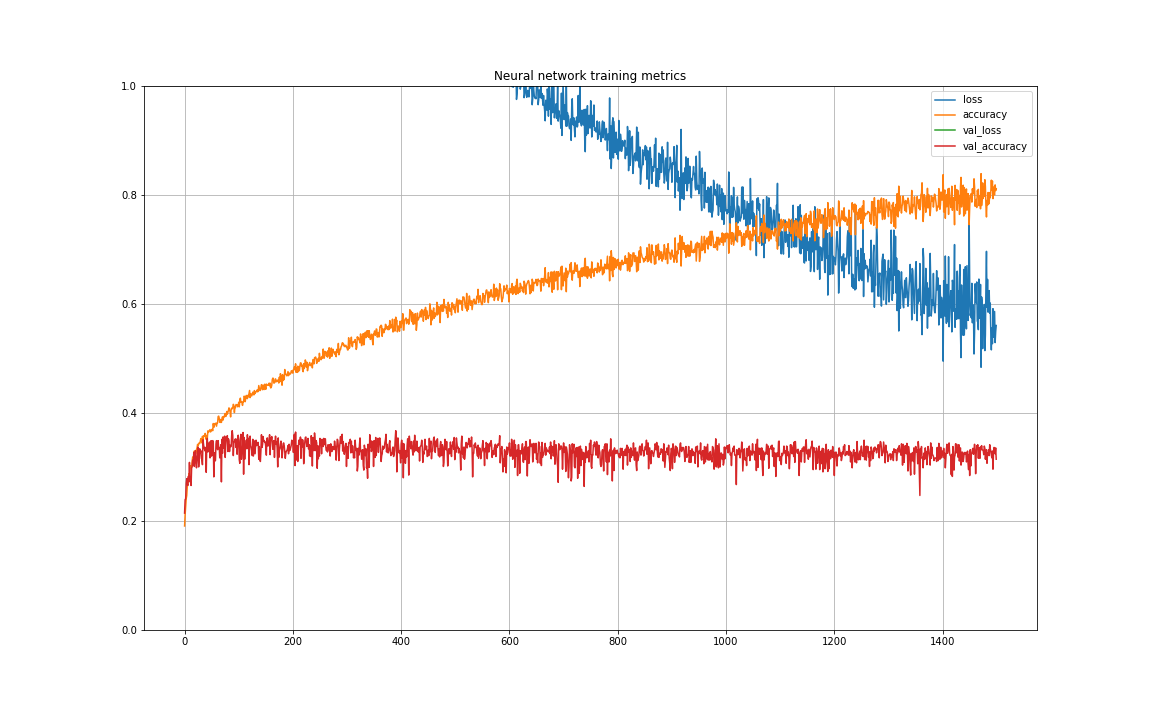 Neural network training metrics
1.0
0.8
0.6
0.4
0.2
0.0
0 200 400 600 800 1000 1200 1400
loss
accuracy
val_loss
val_accuracy